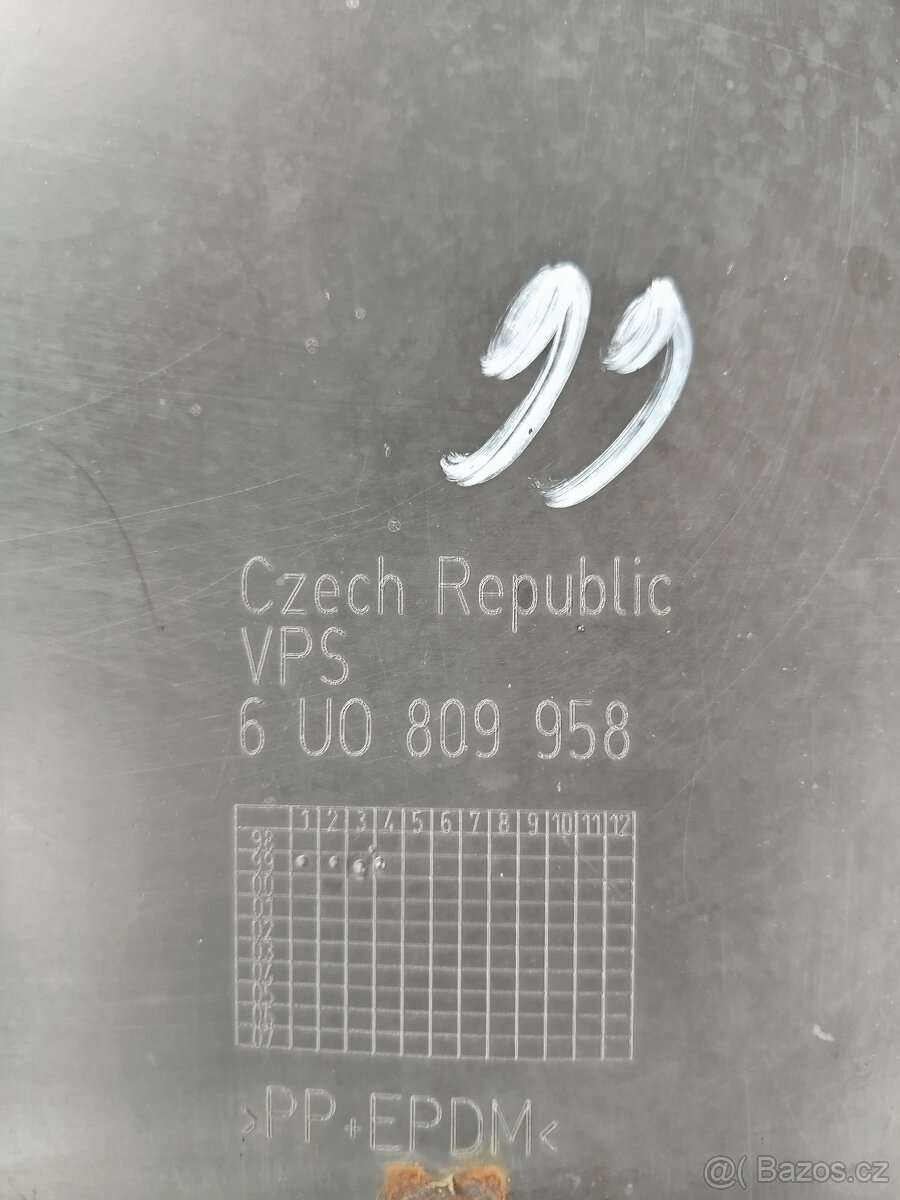 99
Czech Republic
VPS
6 U0 809 958
1 2 3 4 5 6 7 8 9 10 11 12
>PP+EPDM<
@( Bazos.cz